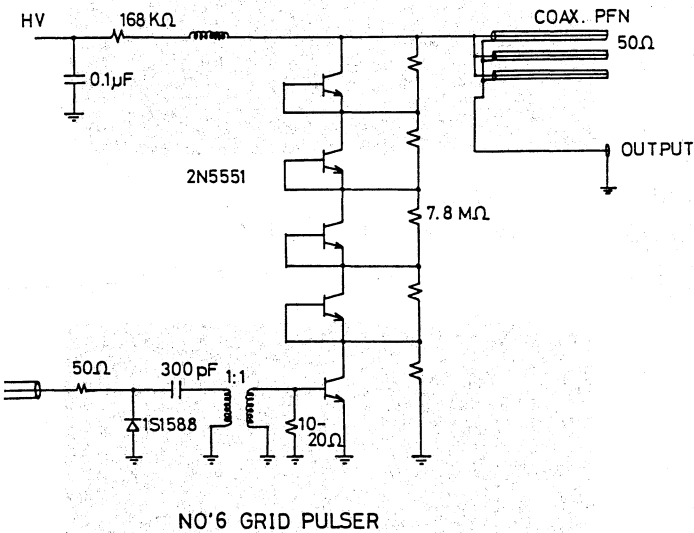 HV
168 KΩ
COAX. PFN
50Ω
0.1µF
2N5551
OUTPUT
7.8 MΩ
50Ω
300 pF
1:1
1S1588
10-
20Ω
NO'6 GRID PULSER